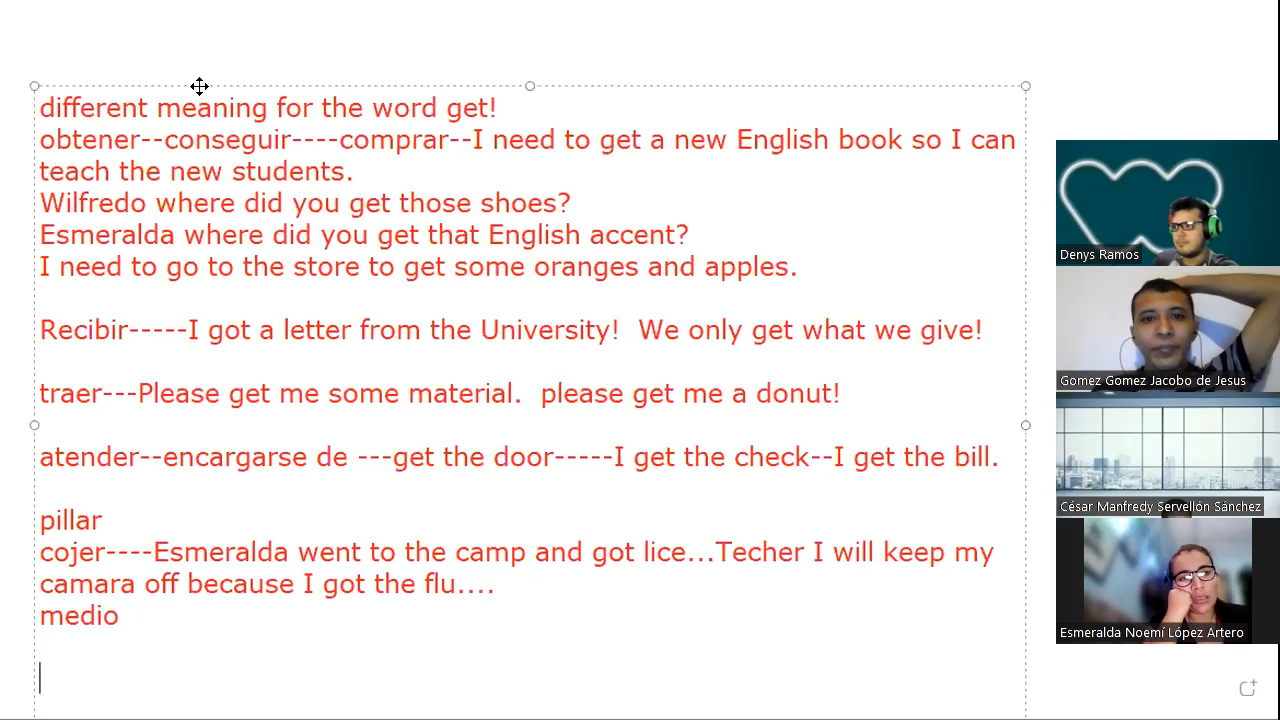 different meaning for the word get!
obtener--conseguir----comprar--I need to get a new English book so I can
teach the new students.
Wilfredo where did you get those shoes?
Esmeralda where did you get that English accent?
I need to go to the store to get some oranges and apples.
Recibir-----I got a letter from the University!  We only get what we give!
traer---Please get me some material.  please get me a donut!
atender--encargarse de ---get the door-----I get the check--I get the bill.
pillar
cojer----Esmeralda went to the camp and got lice...Techer I will keep my
camara off because I got the flu....
medio
Denys Ramos
Gomez Gomez Jacobo de Jesus
César Manfredy Servellón Sánchez
Esmeralda Noemí López Artero